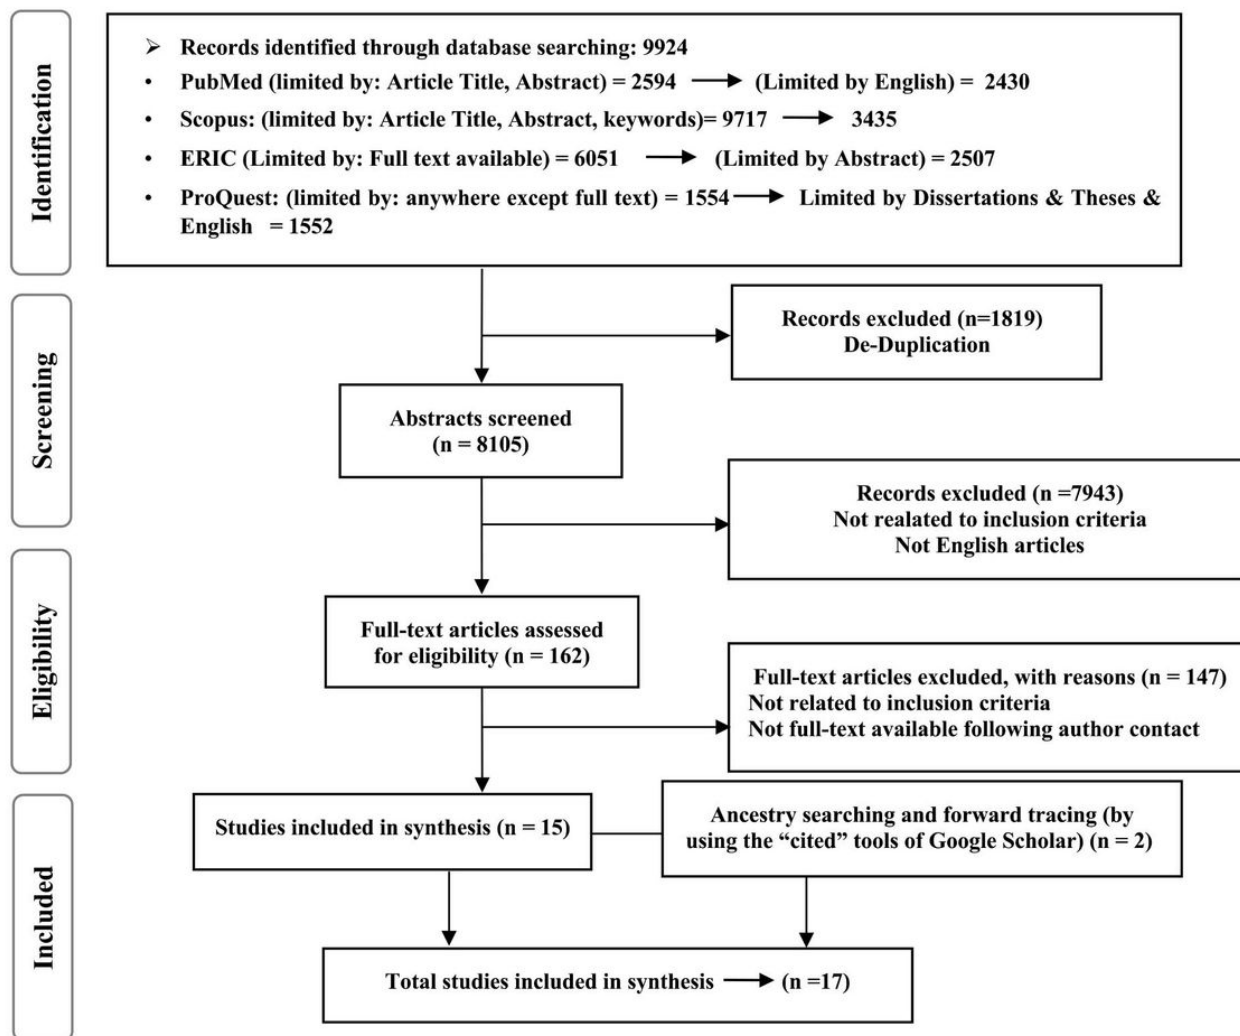 Identification
➢ Records identified through database searching: 9924
• PubMed (limited by: Article Title, Abstract) = 2594 → (Limited by English) = 2430
• Scopus: (limited by: Article Title, Abstract, keywords)= 9717 → 3435
• ERIC (Limited by: Full text available) = 6051 → (Limited by Abstract) = 2507
• ProQuest: (limited by: anywhere except full text) = 1554 → Limited by Dissertations & Theses &
English = 1552
Screening
Records excluded (n=1819)
De-Duplication
Abstracts screened
(n = 8105)
Records excluded (n =7943)
Not realated to inclusion criteria
Not English articles
Eligibility
Full-text articles assessed
for eligibility (n = 162)
Full-text articles excluded, with reasons (n = 147)
Not related to inclusion criteria
Not full-text available following author contact
Included
Studies included in synthesis (n = 15)
Ancestry searching and forward tracing (by
using the “cited” tools of Google Scholar) (n = 2)
Total studies included in synthesis → (n =17)